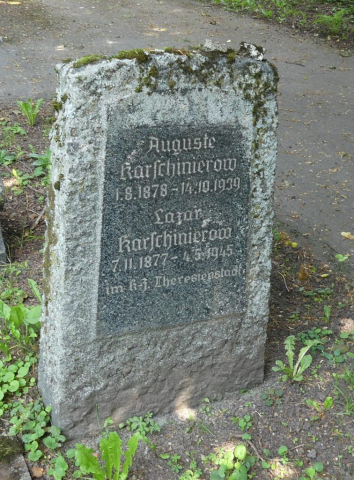 Auguste
Karschinierow
1.8.1878 – 14.10.1939
Lazar
Karschinierow
7.11.1877 – 4.5.1945
im K.Z. Theresienstadt